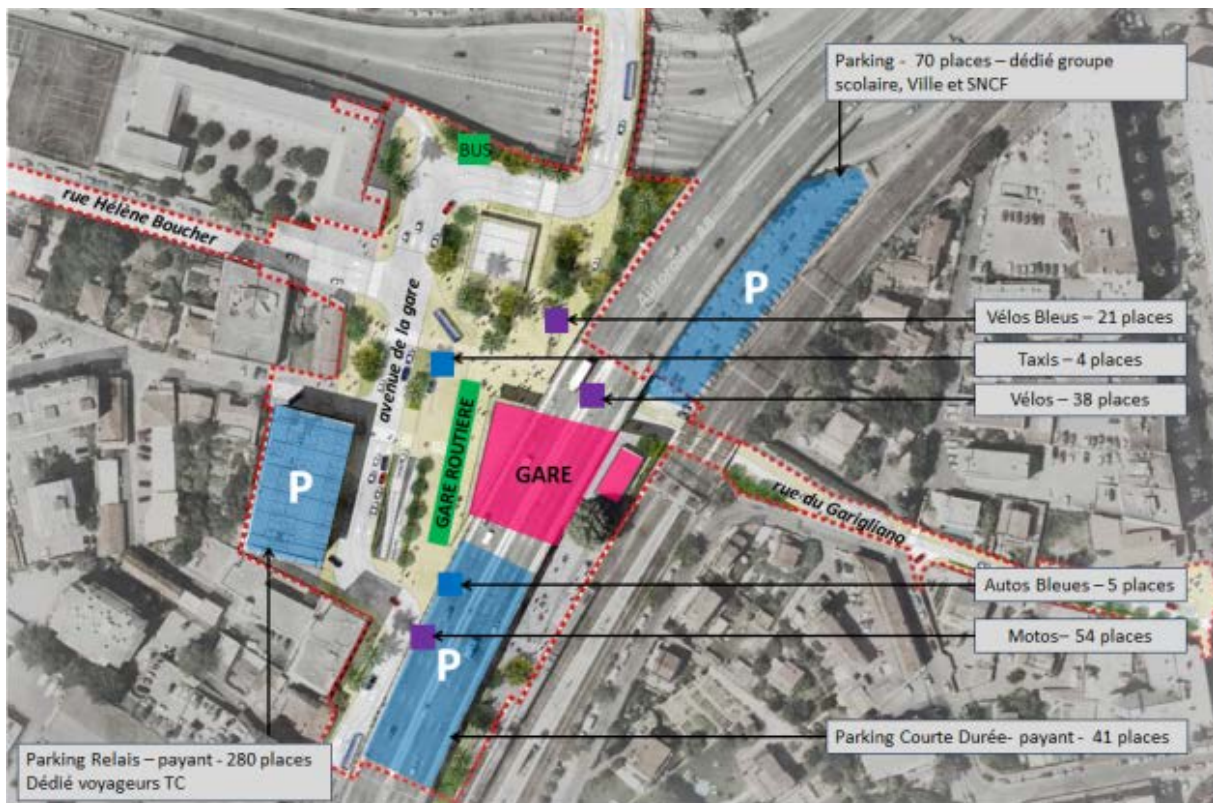 Parking - 70 places – dédié groupe
scolaire, Ville et SNCF
BUS
rue Hélène Boucher
Autoroute A8
P
Vélos Bleus – 21 places
avenue de la gare
Taxis – 4 places
Vélos – 38 places
GARE ROUTIERE
GARE
P
rue du Garigliano
Autos Bleues – 5 places
Motos– 54 places
P
Parking Courte Durée- payant - 41 places
Parking Relais – payant - 280 places
Dédié voyageurs TC